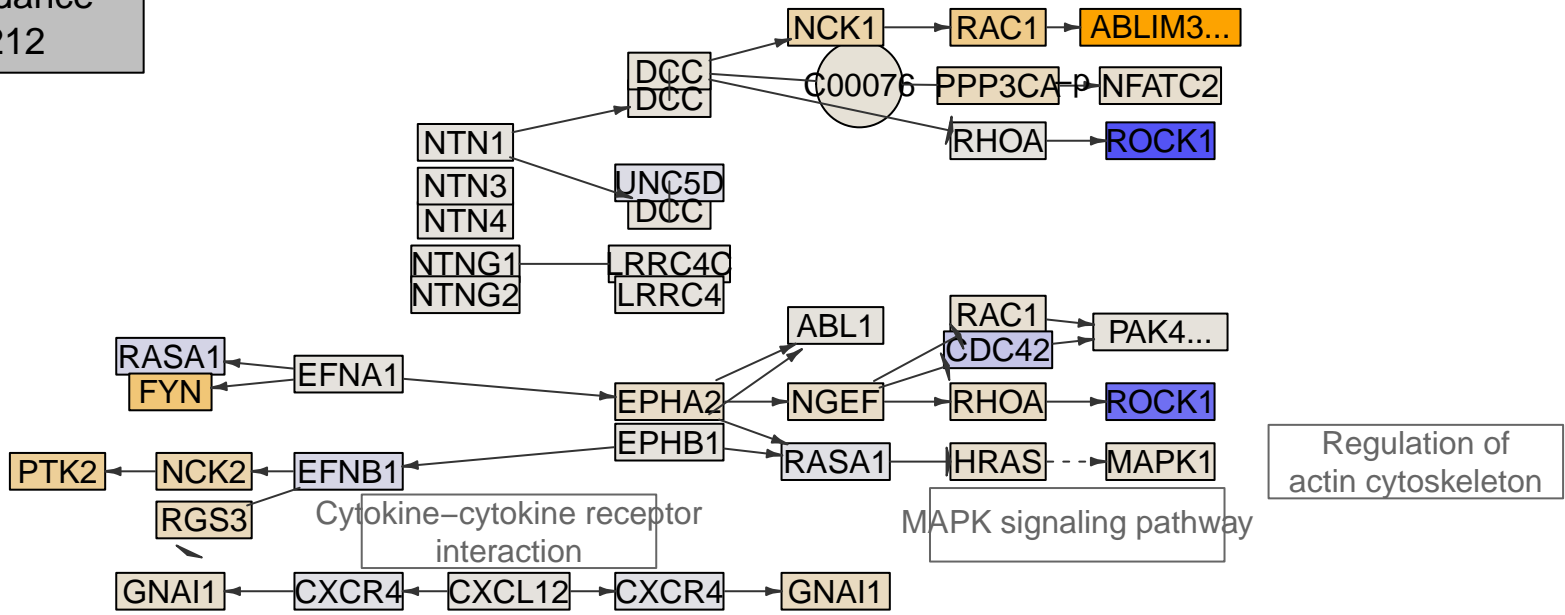 212
NCK1
RAC1
ABLIM3...
DCC
DCC
C00076
PPP3CA
+p
NFATC2
NTN1
RHOA
ROCK1
NTN3
UNC5D
NTN4
DCC
NTNG1
LRRC4C
NTNG2
LRRC4
ABL1
RAC1
PAK4...
RASA1
EFNA1
CDC42
FYN
EPHA2
NGEF
RHOA
ROCK1
EPHB1
PTK2
NCK2
EFNB1
RASA1
HRAS
MAPK1
Regulation of
actin cytoskeleton
RGS3
Cytokine–cytokine receptor
interaction
MAPK signaling pathway
GNAI1
CXCR4
CXCL12
CXCR4
GNAI1